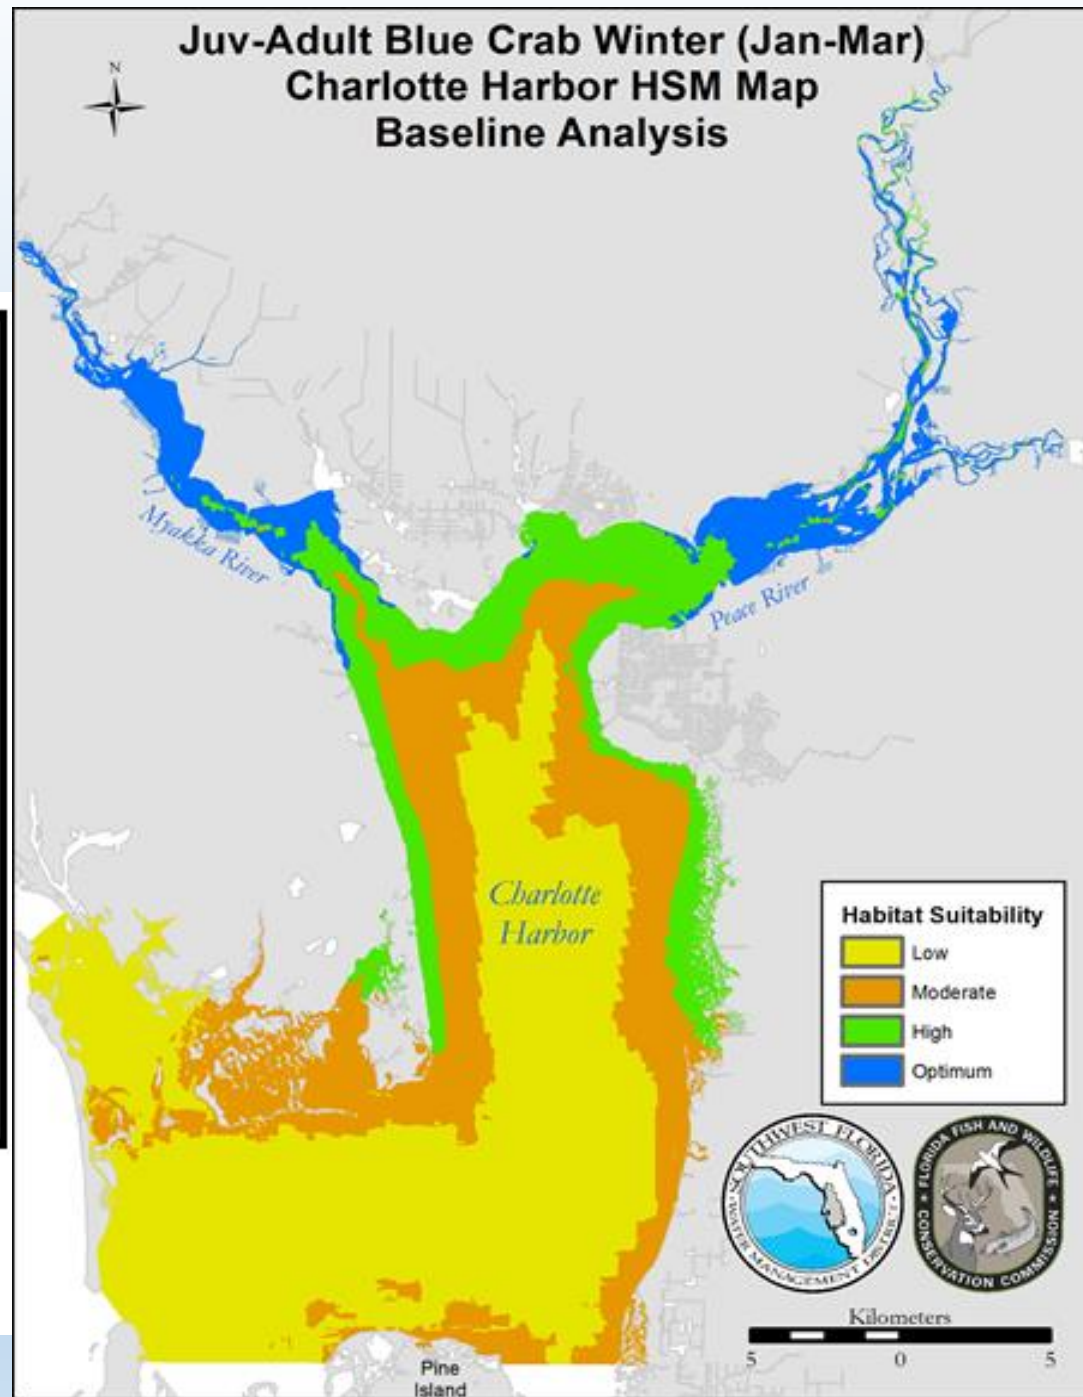 Juv-Adult Blue Crab Winter (Jan-Mar)
Charlotte Harbor HSM Map
Baseline Analysis
N
Myakka River
Peace River
Charlotte
Harbor
Habitat Suitability
Low
Moderate
High
Optimum
SOUTHWEST FLORIDA
WATER MANAGEMENT DISTRICT
FLORIDA FISH AND WILDLIFE
CONSERVATION COMMISSION
Kilometers
5 0 5
Pine
Island